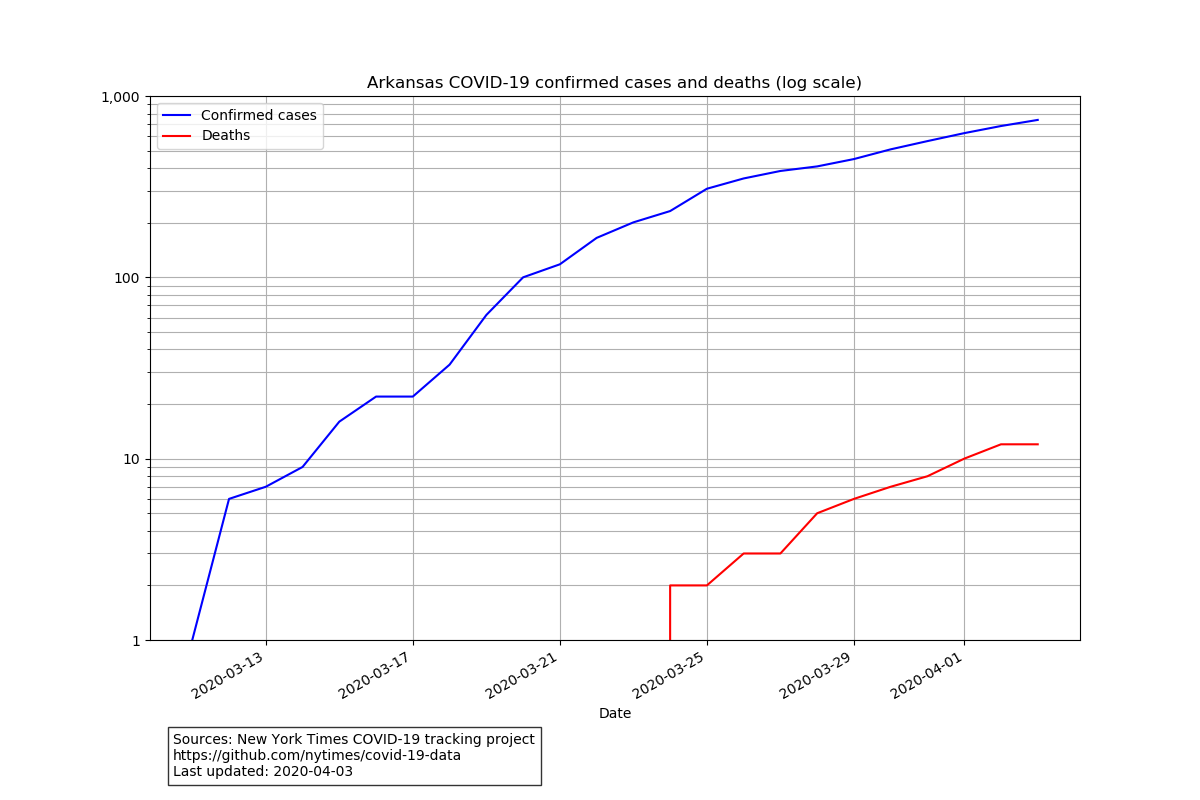 Arkansas COVID-19 confirmed cases and deaths (log scale)
1,000
Confirmed cases
Deaths
100
10
1
2020-03-13
2020-03-17
2020-03-21
2020-03-25
2020-03-29
2020-04-01
Date
Sources: New York Times COVID-19 tracking project
https://github.com/nytimes/covid-19-data
Last updated: 2020-04-03